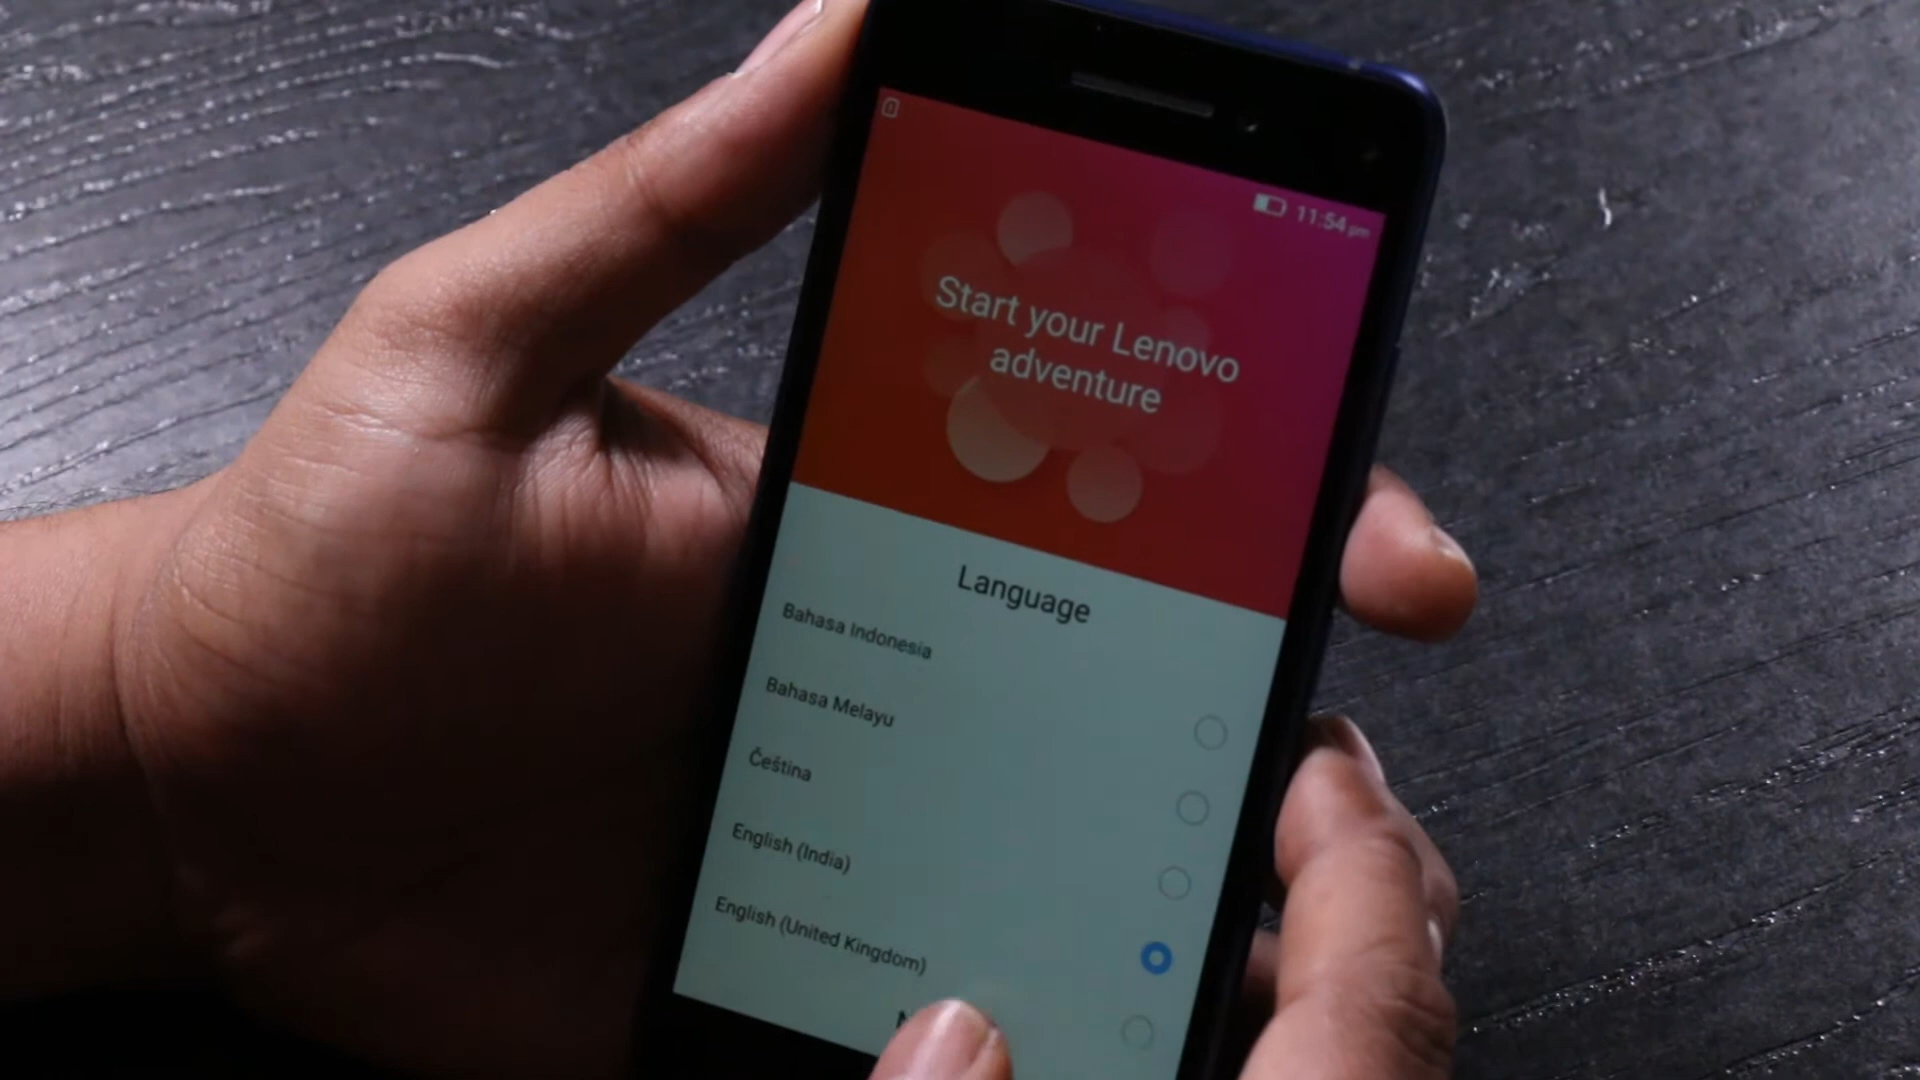 11:54 pm
Start your Lenovo
adventure
Language
Bahasa Indonesia
Bahasa Melayu
Čeština
English (India)
English (United Kingdom)